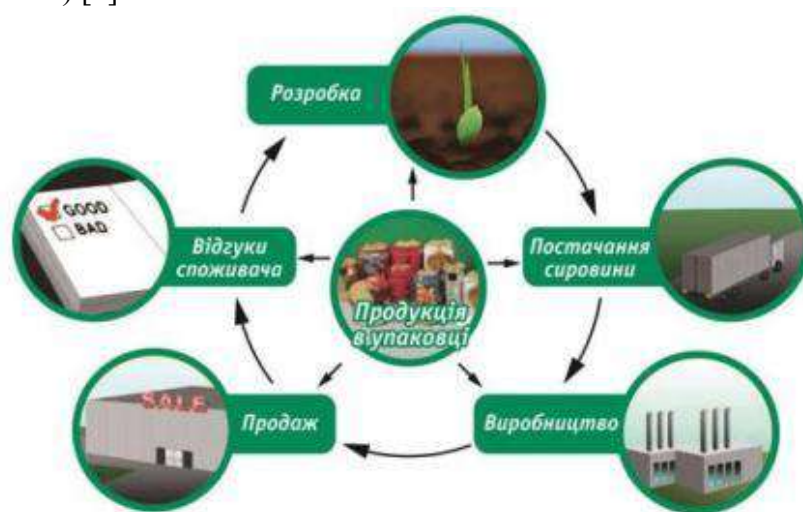 ) [
Розробка
GOOD
BAD
Відгуки
споживача
Постачання
сировини
Продукція
в упаковці
SALE
Продаж
Виробництво